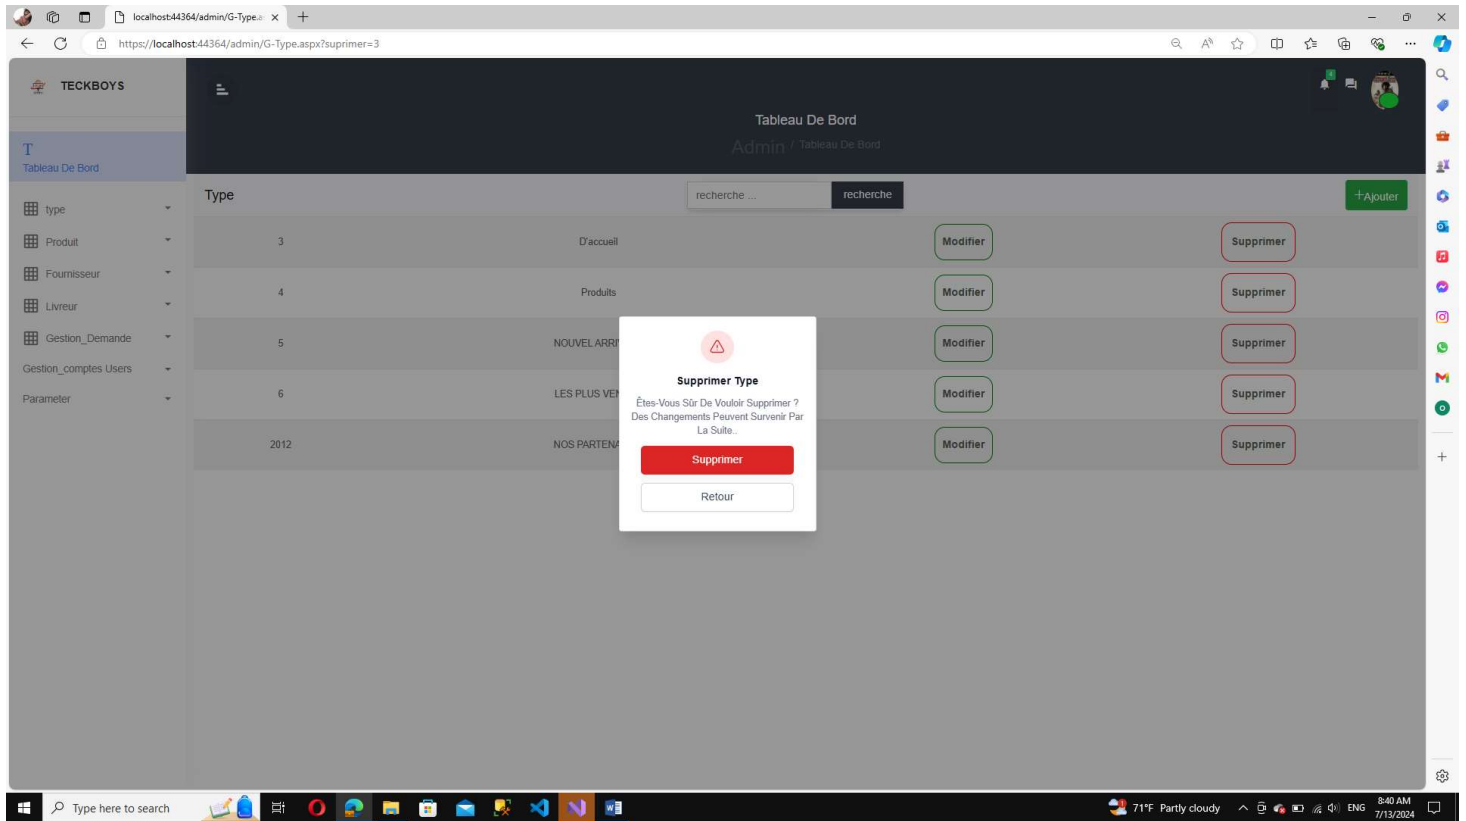 localhost:44364/admin/G-Type.a
https://localhost:44364/admin/G-Type.aspx?suprimer=3
TECKBOYS
Tableau De Bord
Admin / Tableau De Bord
T
Tableau De Bord
Type
recherche ...
recherche
+Ajouter
type
Produit
Fournisseur
Livreur
Gestion_Demande
Gestion_comptes Users
Parameter
3 D'accueil Modifier Supprimer
4 Produits Modifier Supprimer
5 NOUVEL ARRI Modifier Supprimer
6 LES PLUS VEN Modifier Supprimer
2012 NOS PARTENA Modifier Supprimer
Supprimer Type
Êtes-Vous Sûr De Vouloir Supprimer ?
Des Changements Peuvent Survenir Par
La Suite..
Supprimer
Retour
Type here to search
71°F Partly cloudy
ENG
8:40 AM
7/13/2024